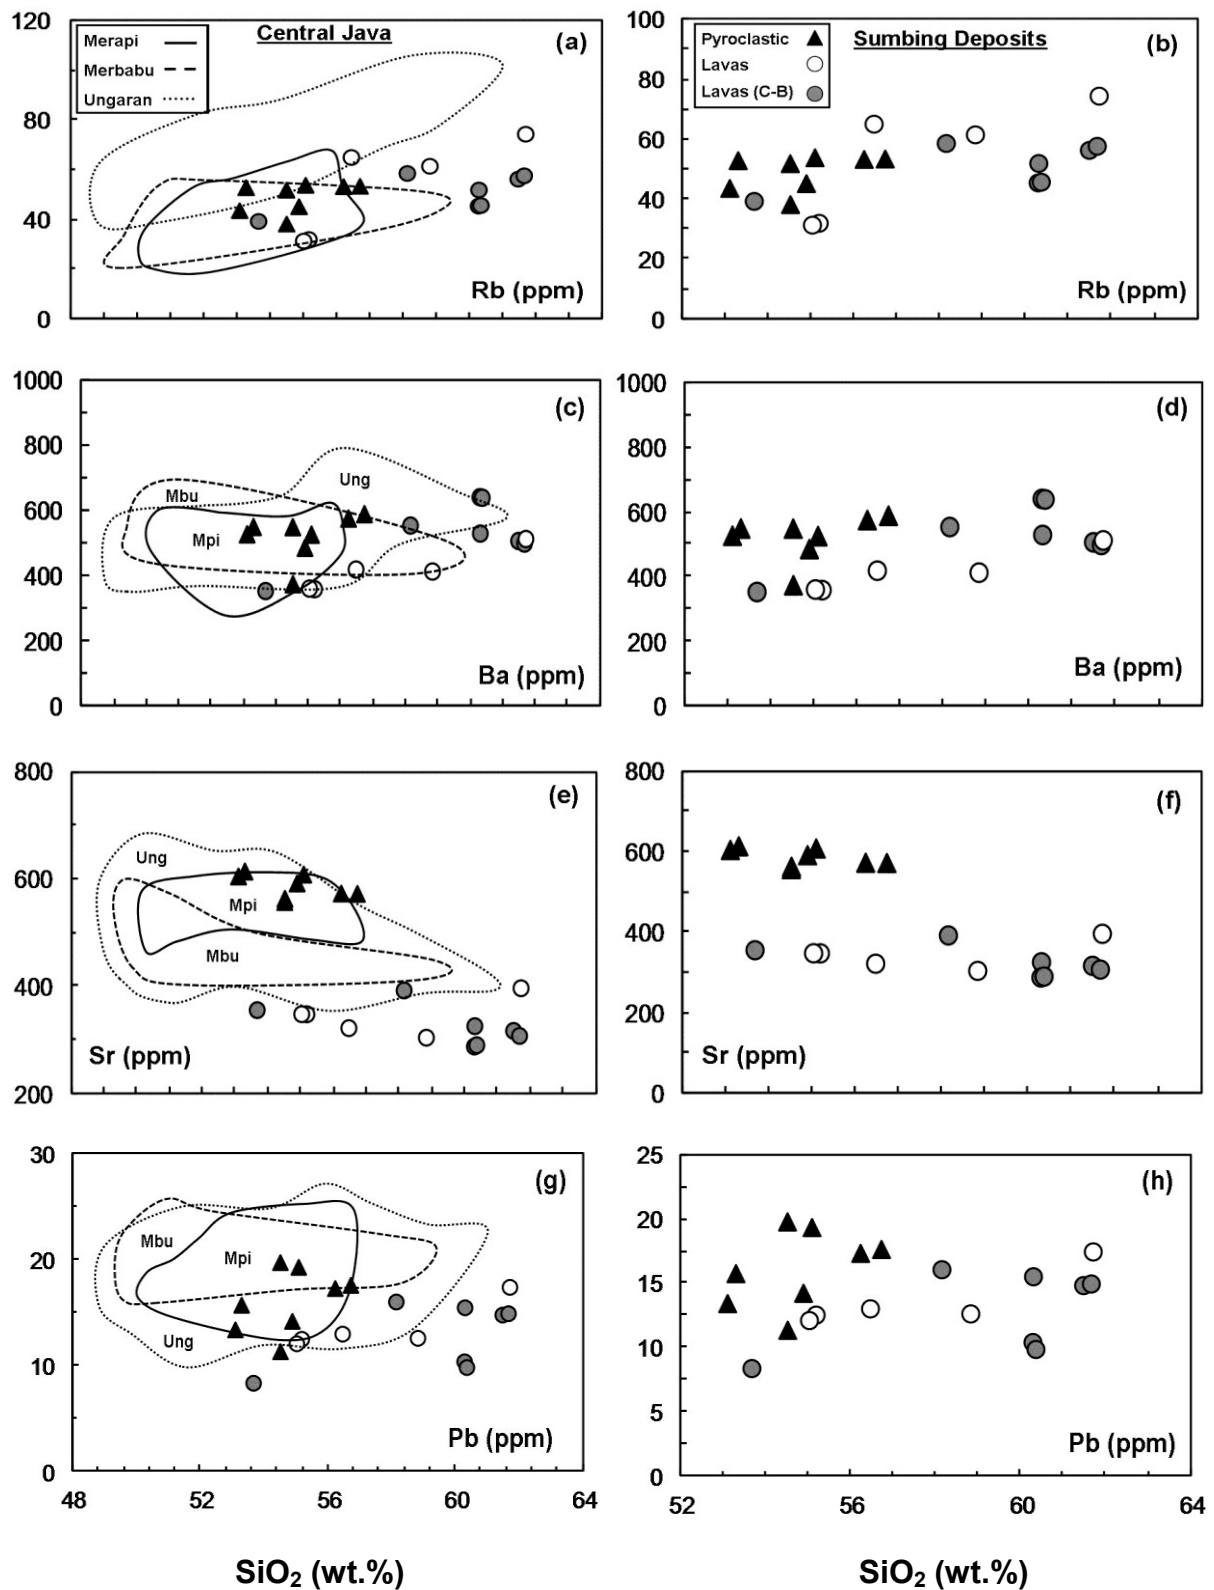 Central Java
(a)
Merapi
Merbabu
Ungaran
120
80
40
0
Rb (ppm)
Sumbing Deposits
(b)
Pyroclastic
Lavas
Lavas (C-B)
100
80
60
40
20
0
Rb (ppm)
(c)
1000
800
600
400
200
0
Ung
Mbu
Mpi
Ba (ppm)
(d)
1000
800
600
400
200
0
Ba (ppm)
(e)
800
600
400
200
Ung
Mpi
Mbu
Sr (ppm)
(f)
800
600
400
200
0
Sr (ppm)
52 56 60 64
(g)
30
20
10
0
Mbu
Mpi
Ung
Pb (ppm)
48 52 56 60 64
SiO₂ (wt.%)
(h)
25
20
15
10
5
0
Pb (ppm)
52 56 60 64
SiO₂ (wt.%)